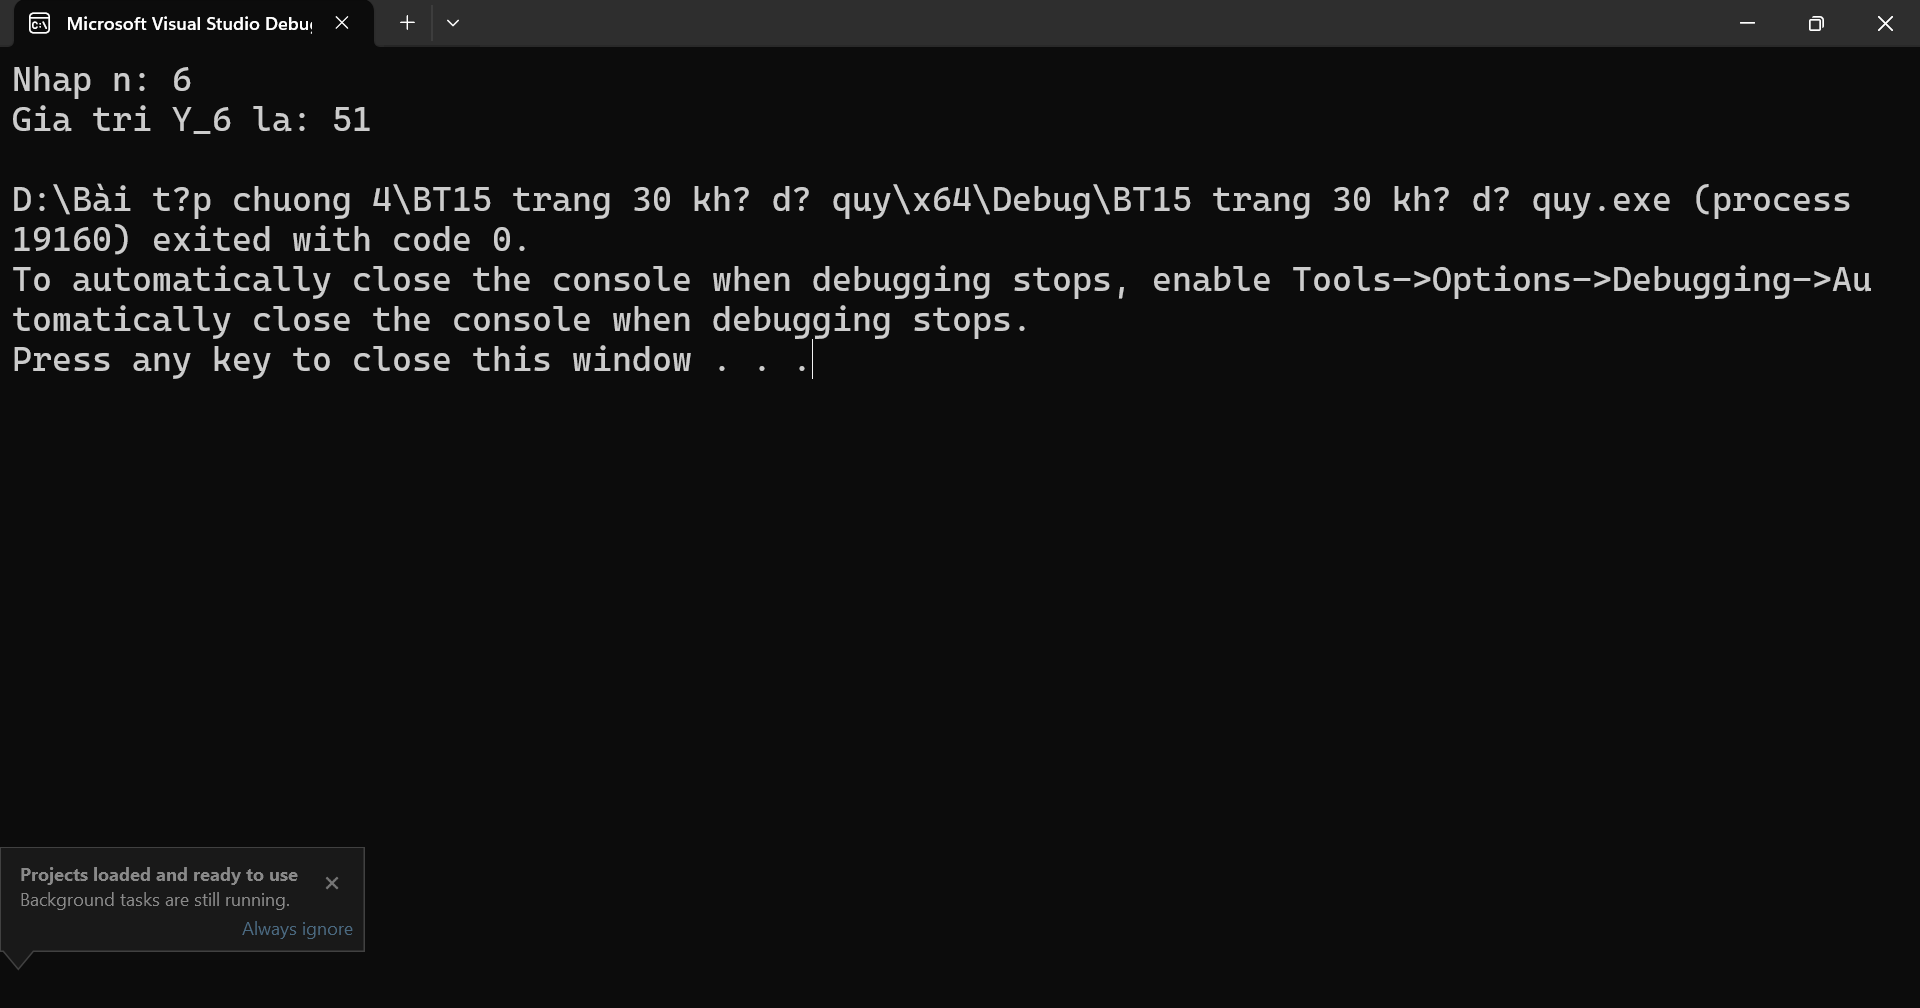 Microsoft Visual Studio Debu
Nhap n: 6
Gia tri Y_6 la: 51
D:\Bài t?p chuong 4\BT15 trang 30 kh? d? quy\x64\Debug\BT15 trang 30 kh? d? quy.exe (process
19160) exited with code 0.
To automatically close the console when debugging stops, enable Tools->Options->Debugging->Au
tomatically close the console when debugging stops.
Press any key to close this window . . .
Projects loaded and ready to use
Background tasks are still running.
Always ignore